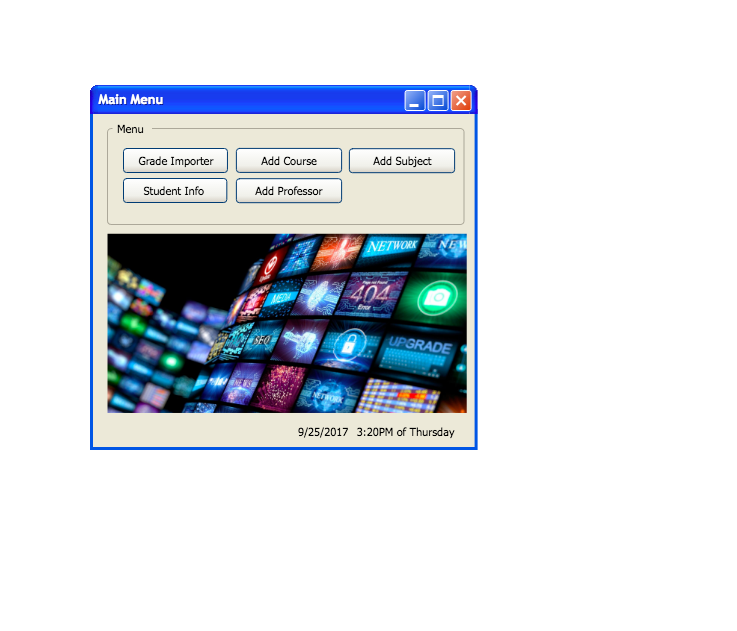 Main Menu
Menu
Grade Importer Add Course Add Subject
Student Info Add Professor
NETWORK NEW
MEDIA 404
Error
SEO UPGRADE
NEWS NETWORK
9/25/2017 3:20PM of Thursday